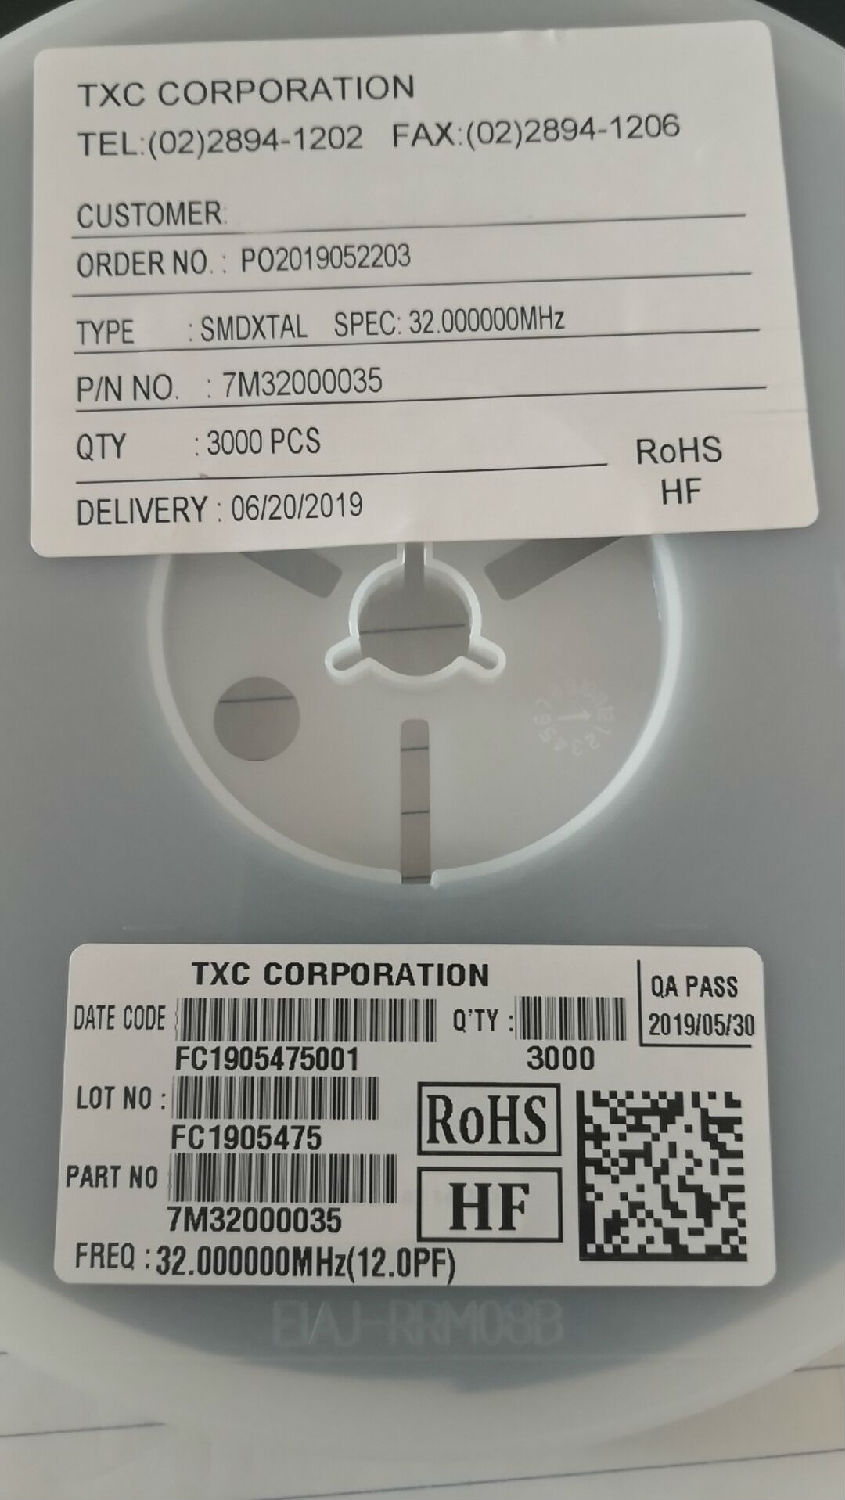 TXC CORPORATION
TEL:(02)2894-1202 FAX:(02)2894-1206
CUSTOMER:
ORDER NO. : PO2019052203
TYPE : SMDXTAL SPEC: 32.000000MHz
P/N NO. : 7M32000035
QTY : 3000 PCS
RoHS
HF
DELIVERY : 06/20/2019
TXC CORPORATION
QA PASS
2019/05/30
DATE CODE
Q'TY :
FC1905475001
3000
LOT NO :
FC1905475
RoHS
PART NO
7M32000035
HF
FREQ : 32.000000MHz(12.0PF)
EIAJ-RRM08B